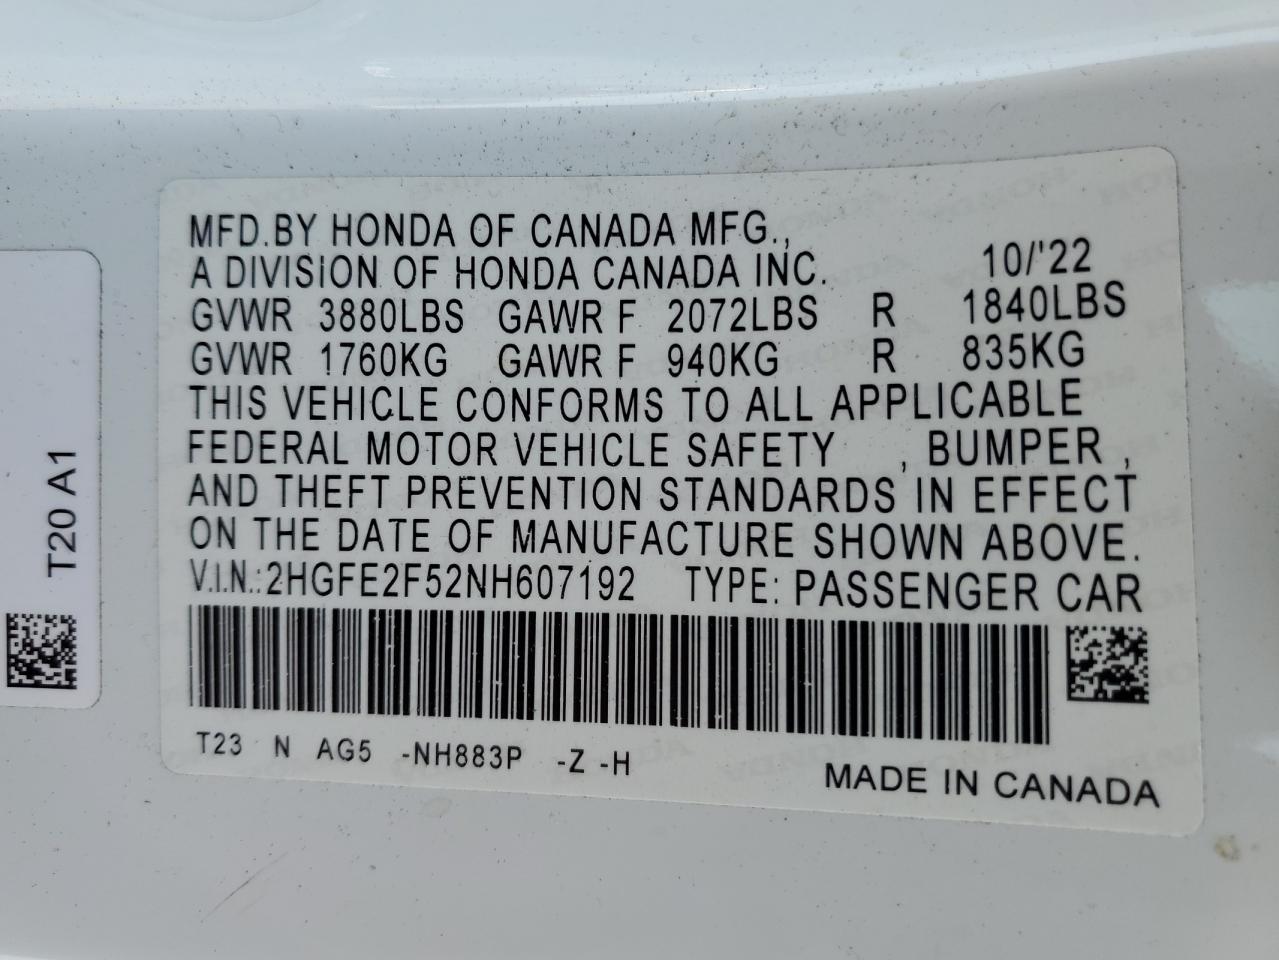 MFD.BY HONDA OF CANADA MFG.,
A DIVISION OF HONDA CANADA INC. 10/'22
GVWR 3880LBS GAWR F 2072LBS R 1840LBS
GVWR 1760KG GAWR F 940KG R 835KG
THIS VEHICLE CONFORMS TO ALL APPLICABLE
FEDERAL MOTOR VEHICLE SAFETY , BUMPER ,
AND THEFT PREVENTION STANDARDS IN EFFECT
ON THE DATE OF MANUFACTURE SHOWN ABOVE.
V.I.N.:2HGFE2F52NH607192 TYPE: PASSENGER CAR
T23 N AG5 -NH883P -Z -H
MADE IN CANADA
T20 A1